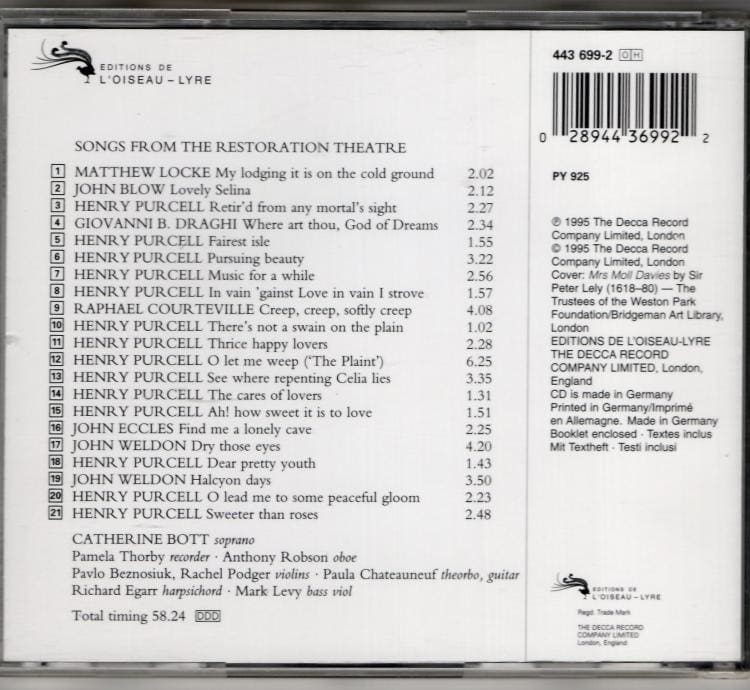 EDITIONS DE
L'OISEAU-LYRE
SONGS FROM THE RESTORATION THEATRE
1 MATTHEW LOCKE My lodging it is on the cold ground 2.02
2 JOHN BLOW Lovely Selina 2.12
3 HENRY PURCELL Retir'd from any mortal's sight 2.27
4 GIOVANNI B. DRAGHI Where art thou, God of Dreams 2.34
5 HENRY PURCELL Fairest isle 1.55
6 HENRY PURCELL Pursuing beauty 3.22
7 HENRY PURCELL Music for a while 2.56
8 HENRY PURCELL In vain 'gainst Love in vain I strove 1.57
9 RAPHAEL COURTEVILLE Creep, creep, softly creep 4.08
10 HENRY PURCELL There's not a swain on the plain 1.02
11 HENRY PURCELL Thrice happy lovers 2.28
12 HENRY PURCELL O let me weep ('The Plaint') 6.25
13 HENRY PURCELL See where repenting Celia lies 3.35
14 HENRY PURCELL The cares of lovers 1.31
15 HENRY PURCELL Ah! how sweet it is to love 1.51
16 JOHN ECCLES Find me a lonely cave 2.25
17 JOHN WELDON Dry those eyes 4.20
18 HENRY PURCELL Dear pretty youth 1.43
19 JOHN WELDON Halcyon days 3.50
20 HENRY PURCELL O lead me to some peaceful gloom 2.23
21 HENRY PURCELL Sweeter than roses 2.48
CATHERINE BOTT soprano
Pamela Thorby recorder · Anthony Robson oboe
Pavlo Beznosiuk, Rachel Podger violins · Paula Chateauneuf theorbo, guitar
Richard Egarr harpsichord · Mark Levy bass viol
Total timing 58.24 DDD
443 699-2 OH
0 28944 36992 2
PY 925
℗ 1995 The Decca Record
Company Limited, London
© 1995 The Decca Record
Company Limited, London
Cover: Mrs Moll Davies by Sir
Peter Lely (1618–80) — The
Trustees of the Weston Park
Foundation/Bridgeman Art Library,
London
EDITIONS DE L'OISEAU-LYRE
THE DECCA RECORD
COMPANY LIMITED, London,
England
CD is made in Germany
Printed in Germany/Imprimé
en Allemagne. Made in Germany
Booklet enclosed · Textes inclus
Mit Textheft · Testi inclusi
EDITIONS DE
L'OISEAU-LYRE
Regd. Trade Mark
THE DECCA RECORD
COMPANY LIMITED
London, England